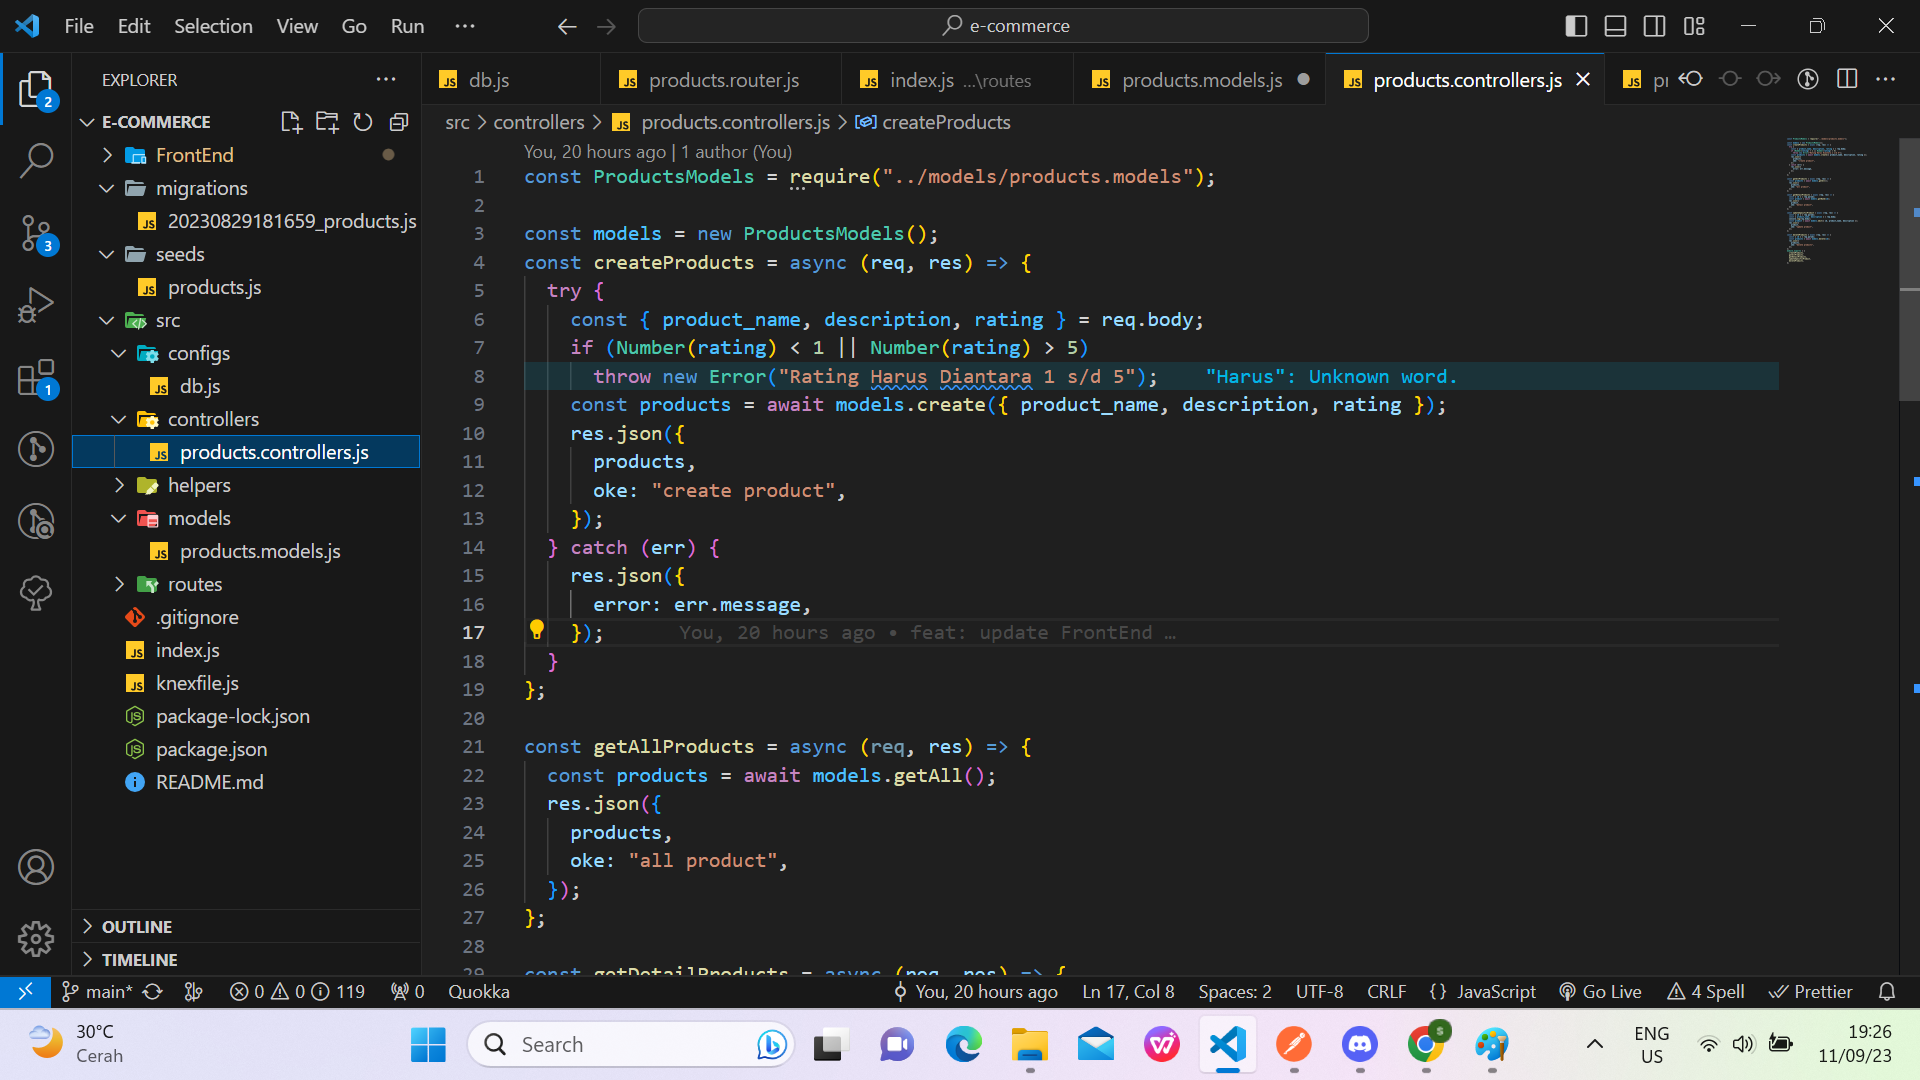 File Edit Selection View Go Run ···
e-commerce
EXPLORER
E-COMMERCE
FrontEnd
migrations
20230829181659_products.js
seeds
products.js
src
configs
db.js
controllers
products.controllers.js
helpers
models
products.models.js
routes
.gitignore
index.js
knexfile.js
package-lock.json
package.json
README.md
OUTLINE
TIMELINE
2
3
1
db.js products.router.js index.js ...\routes products.models.js products.controllers.js
src > controllers > products.controllers.js > createProducts
You, 20 hours ago | 1 author (You)
1 const ProductsModels = require("../models/products.models");
2
3 const models = new ProductsModels();
4 const createProducts = async (req, res) => {
5 try {
6 const { product_name, description, rating } = req.body;
7 if (Number(rating) < 1 || Number(rating) > 5)
8 throw new Error("Rating Harus Diantara 1 s/d 5"); "Harus": Unknown word.
9 const products = await models.create({ product_name, description, rating });
10 res.json({
11 products,
12 oke: "create product",
13 });
14 } catch (err) {
15 res.json({
16 error: err.message,
17 }); You, 20 hours ago • feat: update FrontEnd …
18 }
19 };
20
21 const getAllProducts = async (req, res) => {
22 const products = await models.getAll();
23 res.json({
24 products,
25 oke: "all product",
26 });
27 };
28
29 const getDetailProducts = async (req, res) => {
main* 0 0 119 0 Quokka You, 20 hours ago Ln 17, Col 8 Spaces: 2 UTF-8 CRLF {} JavaScript Go Live 4 Spell Prettier
30°C
Cerah
Search
S
ENG
US
19:26
11/09/23